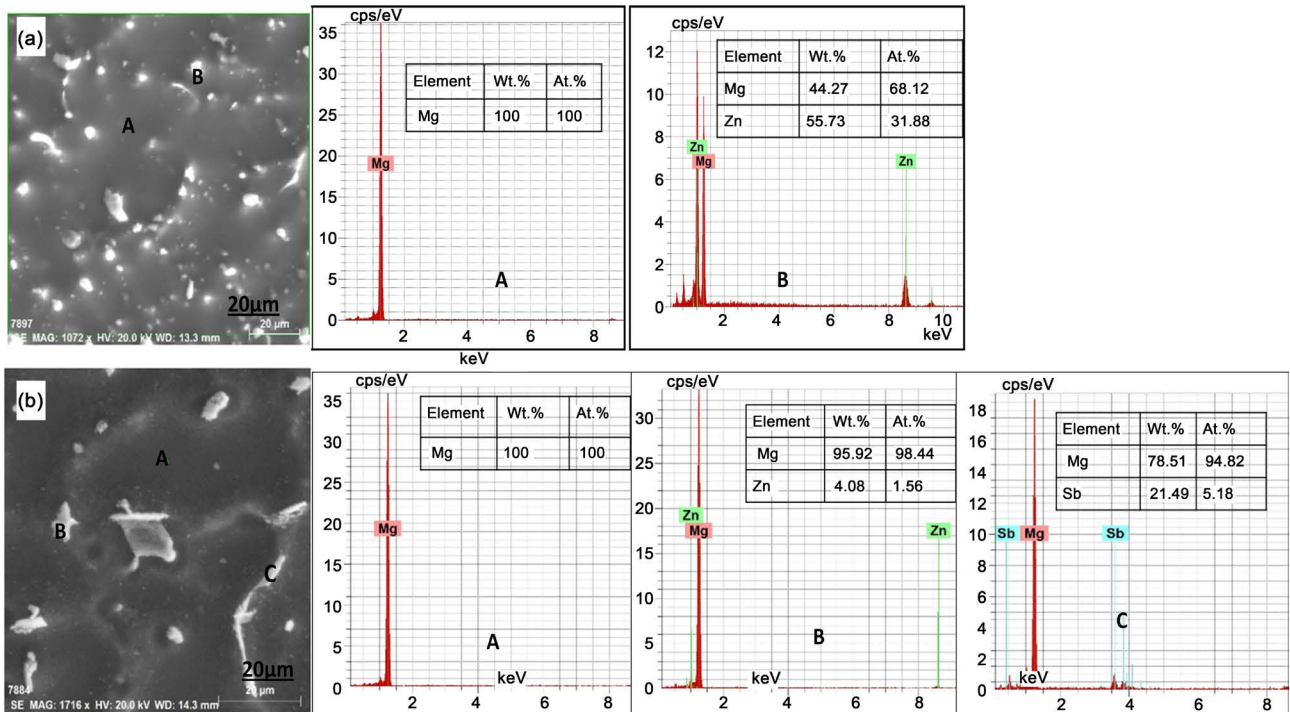 (a)
B
A
20µm
20 µm
7897
SE MAG: 1072 x HV: 20.0 kV WD: 13.3 mm
cps/eV
35
30
25
20
15
10
5
0
Element Wt.% At.%
Mg 100 100
Mg
A
2 4 6 8
keV
cps/eV
12
10
8
6
4
2
0
Element Wt.% At.%
Mg 44.27 68.12
Zn 55.73 31.88
Zn
Mg
Zn
B
2 4 6 8 10
keV keV
(b)
A
B
C
20µm
20 µm
7884
SE MAG: 1716 x HV: 20.0 kV WD: 14.3 mm
cps/eV
35
30
25
20
15
10
5
0
Element Wt.% At.%
Mg 100 100
Mg
A
keV
2 4 6 8
cps/eV
30
25
20
15
10
5
0
Element Wt.% At.%
Mg 95.92 98.44
Zn 4.08 1.56
Zn
Mg
Zn
B
keV
2 4 6 8
cps/eV
18
16
14
12
10
8
6
4
2
0
Element Wt.% At.%
Mg 78.51 94.82
Sb 21.49 5.18
Sb Mg Sb
C
keV
2 4 6 8